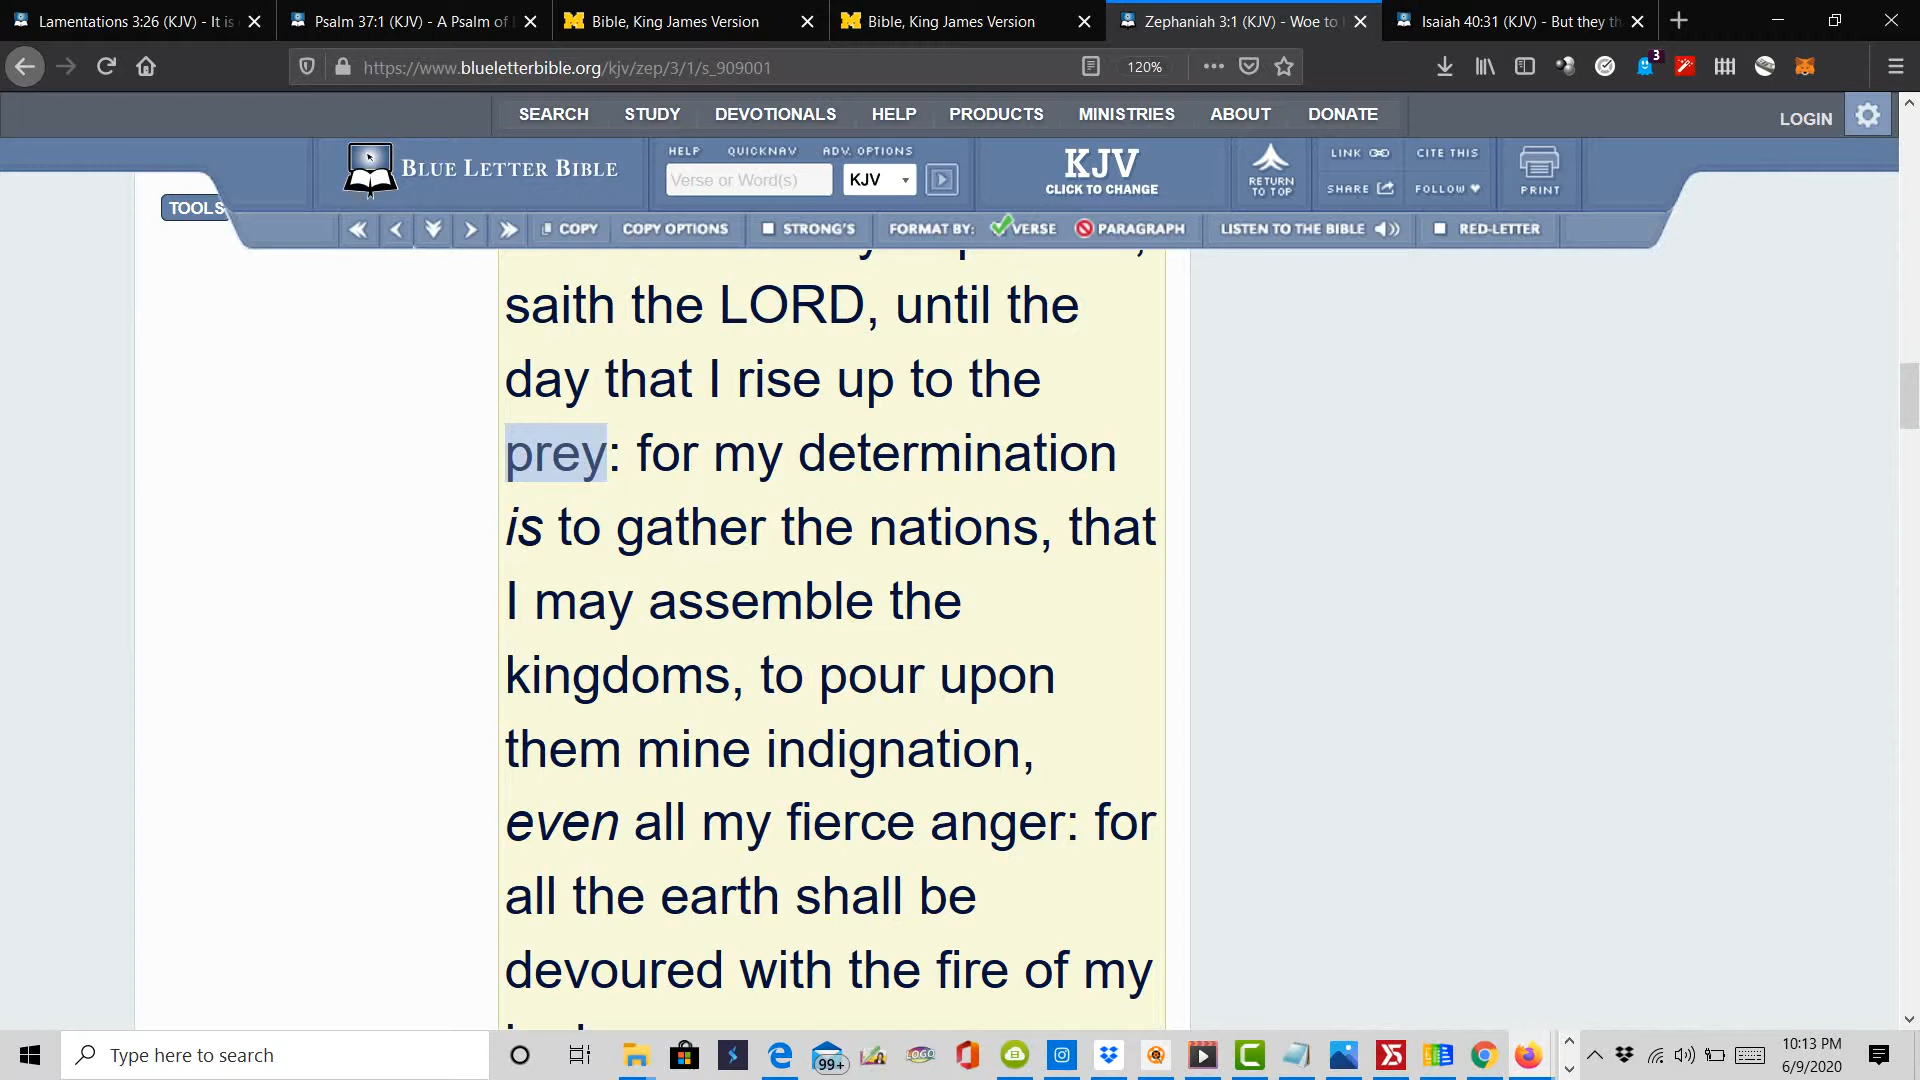 Lamentations 3:26 (KJV) - It is
Psalm 37:1 (KJV) - A Psalm of
Bible, King James Version
Bible, King James Version
Zephaniah 3:1 (KJV) - Woe to
Isaiah 40:31 (KJV) - But they th
https://www.blueletterbible.org/kjv/zep/3/1/s_909001
120%
3
SEARCH STUDY DEVOTIONALS HELP PRODUCTS MINISTRIES ABOUT DONATE
LOGIN
BLUE LETTER BIBLE
HELP QUICKNAV ADV. OPTIONS
Verse or Word(s)
KJV
KJV
CLICK TO CHANGE
RETURN
TO TOP
LINK
CITE THIS
SHARE
FOLLOW
PRINT
TOOLS
COPY
COPY OPTIONS
STRONG'S
FORMAT BY:
VERSE
PARAGRAPH
LISTEN TO THE BIBLE
RED-LETTER
saith the LORD, until the
day that I rise up to the
prey: for my determination
is to gather the nations, that
I may assemble the
kingdoms, to pour upon
them mine indignation,
even all my fierce anger: for
all the earth shall be
devoured with the fire of my
Type here to search
99+
LOGO
10:13 PM
6/9/2020